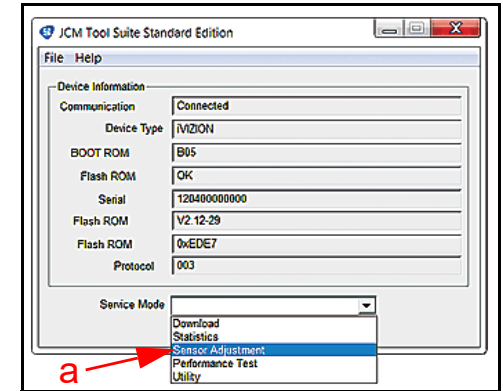 JCM Tool Suite Standard Edition
File Help
Device Information
Communication Connected
Device Type iVIZION
BOOT ROM B05
Flash ROM OK
Serial 120400000000
Flash ROM V2.12-29
Flash ROM 0xEDE7
Protocol 003
Service Mode
Download
Statistics
Sensor Adjustment
Performance Test
Utility
a